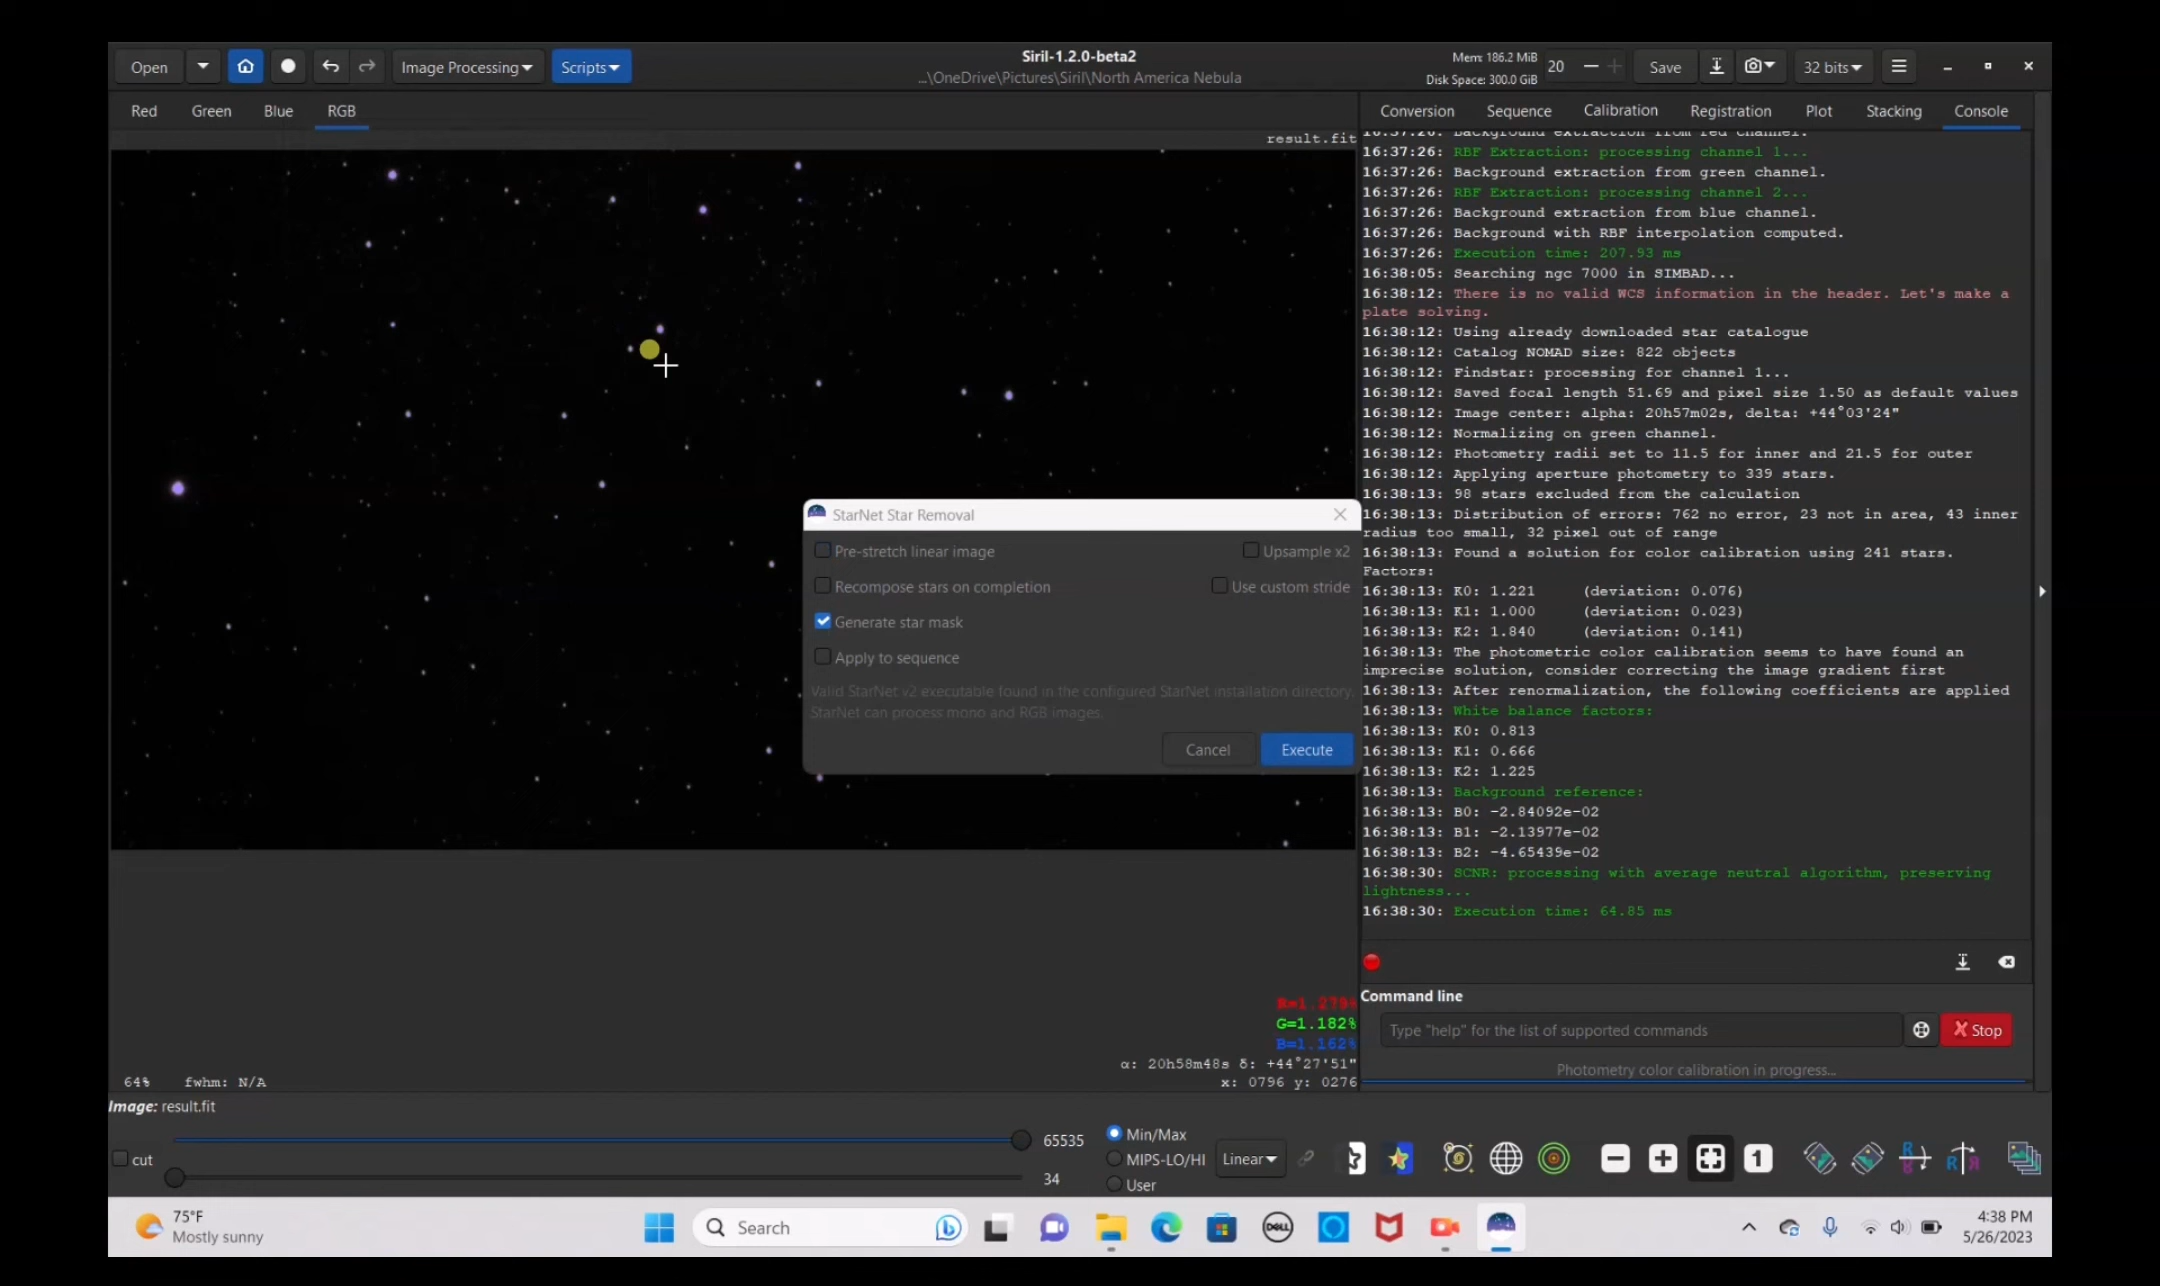 Open
Image Processing
Scripts
Siril-1.2.0-beta2
...\OneDrive\Pictures\Siril\North America Nebula
Mem: 186.2 MiB
Disk Space: 300.0 GiB
20
Save
32 bits
Red Green Blue RGB
Conversion Sequence Calibration Registration Plot Stacking Console
result.fit
16:37:26: Background extraction from red channel.
16:37:26: RBF Extraction: processing channel 1...
16:37:26: Background extraction from green channel.
16:37:26: RBF Extraction: processing channel 2...
16:37:26: Background extraction from blue channel.
16:37:26: Background with RBF interpolation computed.
16:37:26: Execution time: 207.93 ms
16:38:05: Searching ngc 7000 in SIMBAD...
16:38:12: There is no valid WCS information in the header. Let's make a
plate solving.
16:38:12: Using already downloaded star catalogue
16:38:12: Catalog NOMAD size: 822 objects
16:38:12: Findstar: processing for channel 1...
16:38:12: Saved focal length 51.69 and pixel size 1.50 as default values
16:38:12: Image center: alpha: 20h57m02s, delta: +44°03'24"
16:38:12: Normalizing on green channel.
16:38:12: Photometry radii set to 11.5 for inner and 21.5 for outer
16:38:12: Applying aperture photometry to 339 stars.
16:38:13: 98 stars excluded from the calculation
16:38:13: Distribution of errors: 762 no error, 23 not in area, 43 inner
radius too small, 32 pixel out of range
16:38:13: Found a solution for color calibration using 241 stars.
Factors:
16:38:13: K0: 1.221 (deviation: 0.076)
16:38:13: K1: 1.000 (deviation: 0.023)
16:38:13: K2: 1.840 (deviation: 0.141)
16:38:13: The photometric color calibration seems to have found an
imprecise solution, consider correcting the image gradient first
16:38:13: After renormalization, the following coefficients are applied
16:38:13: White balance factors:
16:38:13: K0: 0.813
16:38:13: K1: 0.666
16:38:13: K2: 1.225
16:38:13: Background reference:
16:38:13: B0: -2.84092e-02
16:38:13: B1: -2.13977e-02
16:38:13: B2: -4.65439e-02
16:38:30: SCNR: processing with average neutral algorithm, preserving
lightness...
16:38:30: Execution time: 64.85 ms
StarNet Star Removal
Pre-stretch linear image
Upsample x2
Recompose stars on completion
Use custom stride
Generate star mask
Apply to sequence
Valid StarNet v2 executable found in the configured StarNet installation directory.
StarNet can process mono and RGB images.
Cancel
Execute
Command line
Type "help" for the list of supported commands
Stop
Photometry color calibration in progress...
G=1.182%
B=1.162%
α: 20h58m48s δ: +44°27'51"
x: 0796 y: 0276
64% fwhm: N/A
Image: result.fit
cut
65535
34
Min/Max
MIPS-LO/HI
User
Linear
1
75°F
Mostly sunny
Search
DELL
4:38 PM
5/26/2023